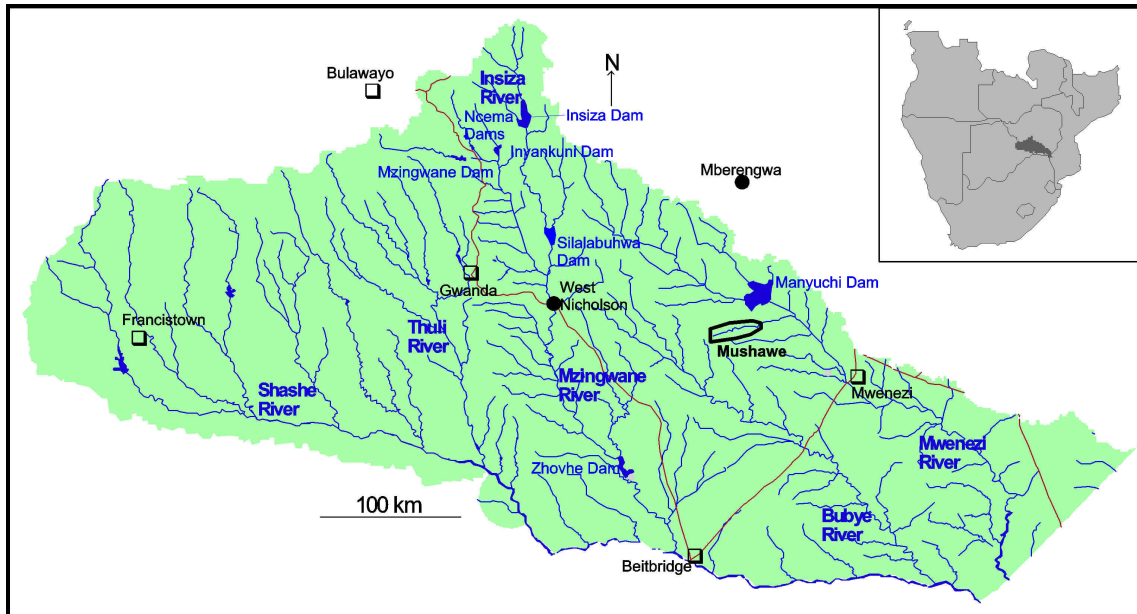 Bulawayo
Insiza
River
N
Ncema
Dams
Insiza Dam
Inyankuni Dam
Mzingwane Dam
Mberengwa
Silalabuhwa
Dam
Gwanda
West
Nicholson
Manyuchi Dam
Francistown
Thuli
River
Mushawe
Shashe
River
Mzingwane
River
Mwenezi
Mwenezi
River
Zhovhe Dam
100 km
Bubye
River
Beitbridge